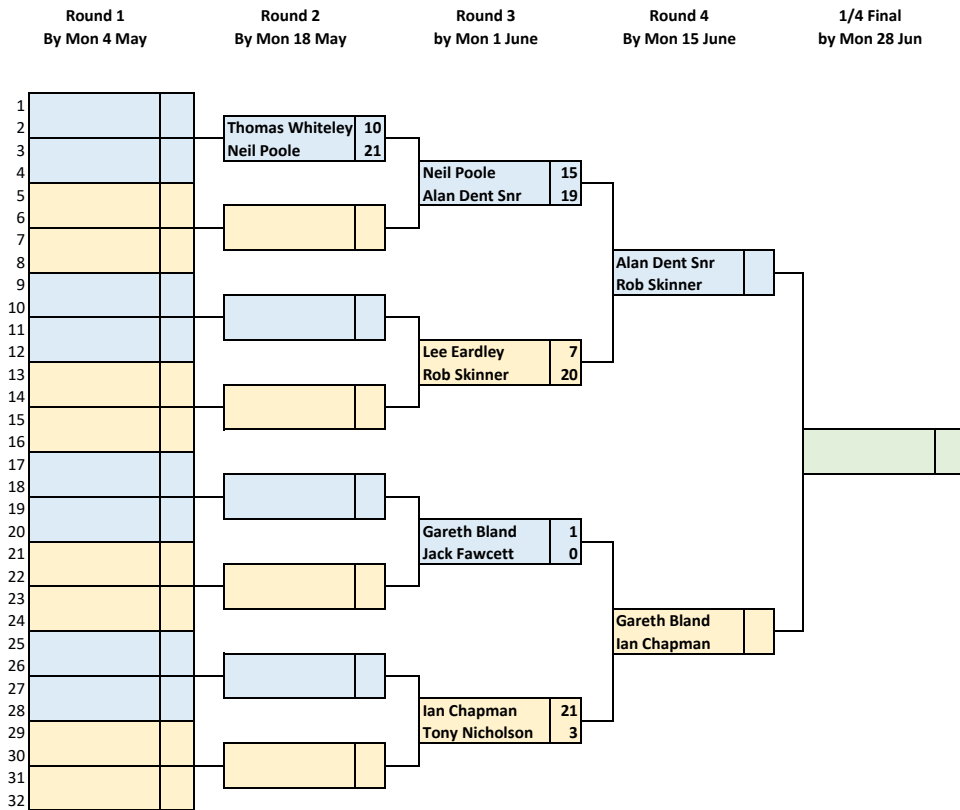 Round 1
By Mon 4 May
Round 2
By Mon 18 May
Round 3
by Mon 1 June
Round 4
By Mon 15 June
1/4 Final
by Mon 28 Jun
1
2
3
4
5
6
7
8
9
10
11
12
13
14
15
16
17
18
19
20
21
22
23
24
25
26
27
28
29
30
31
32
Thomas Whiteley 10
Neil Poole 21
Neil Poole 15
Alan Dent Snr 19
Lee Eardley 7
Rob Skinner 20
Gareth Bland 1
Jack Fawcett 0
Ian Chapman 21
Tony Nicholson 3
Alan Dent Snr
Rob Skinner
Gareth Bland
Ian Chapman